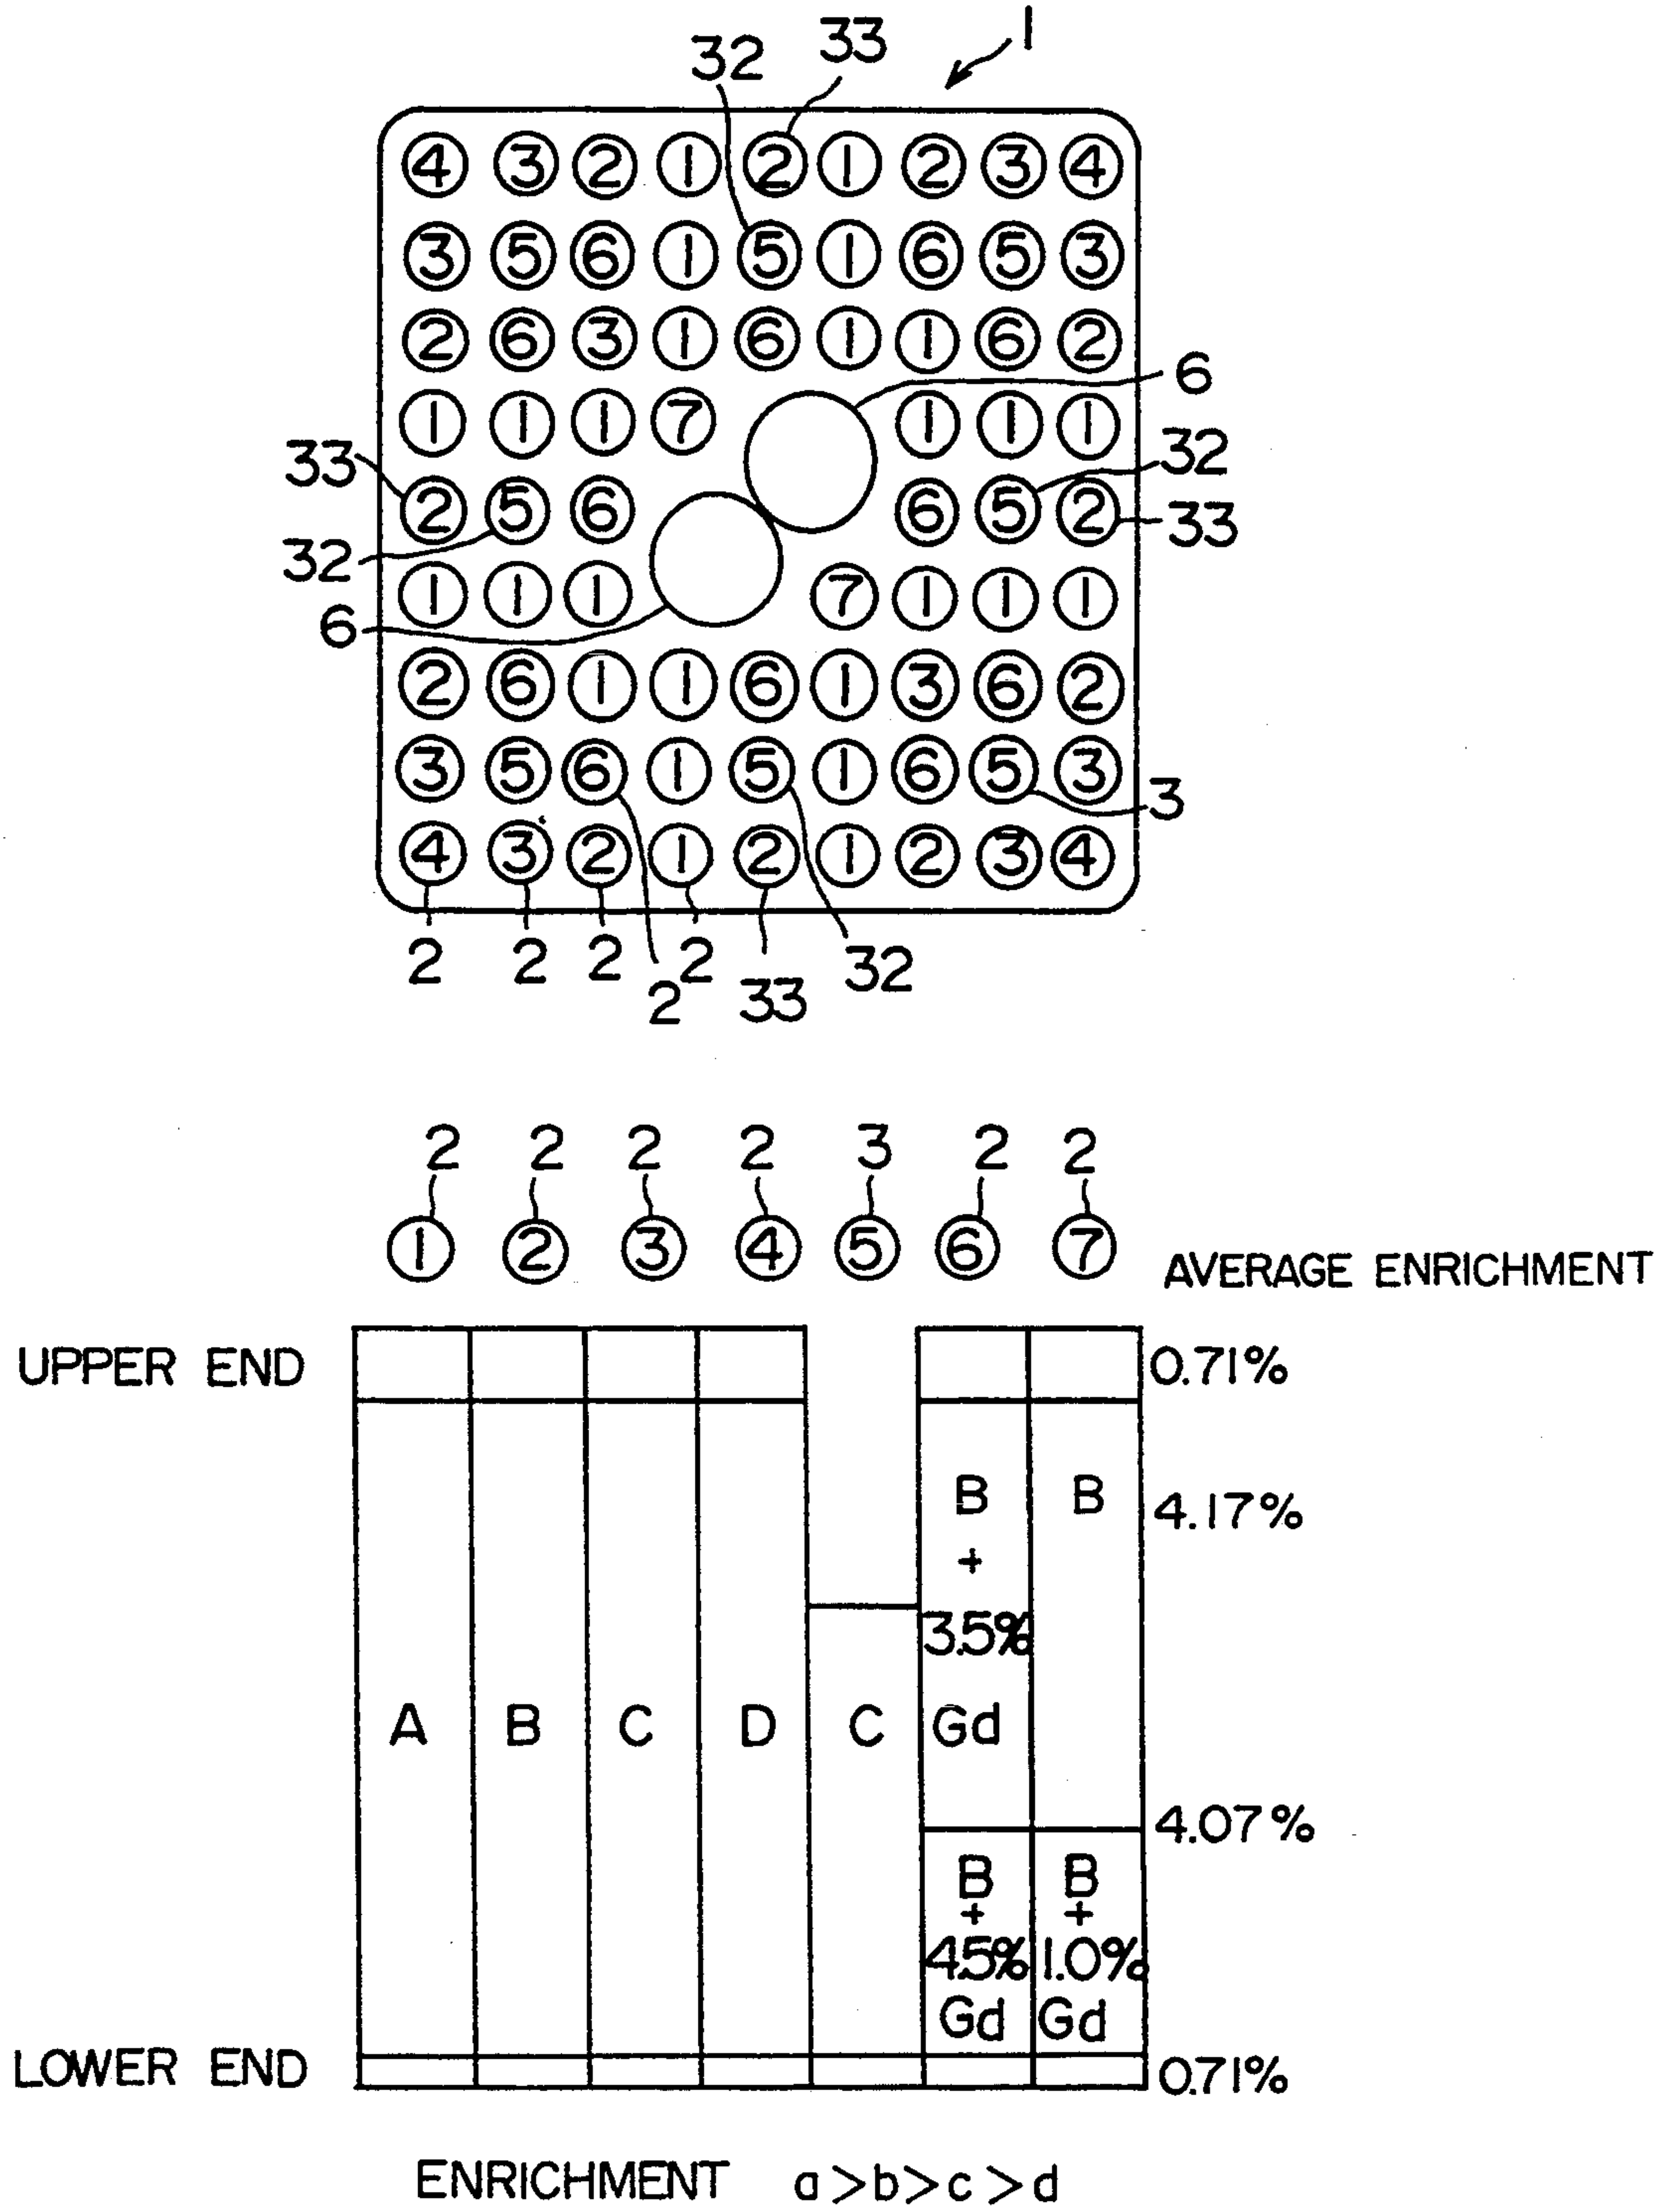 1
32 33
④ ③ ② ① ② ① ② ③ ④
③ ⑤ ⑥ ① ⑤ ① ⑥ ⑤ ③
② ⑥ ③ ① ⑥ ① ① ⑥ ②
6
① ① ① ⑦ ① ① ①
33 32
② ⑤ ⑥ ⑥ ⑤ ②
33
32
① ① ① ⑦ ① ① ①
6
② ⑥ ① ① ⑥ ① ③ ⑥ ②
③ ⑤ ⑥ ① ⑤ ① ⑥ ⑤ ③
3
④ ③ ② ① ② ① ② ③ ④
2 2 2 2 2 33 32
2 2 2 2 3 2 2
① ② ③ ④ ⑤ ⑥ ⑦
AVERAGE ENRICHMENT
UPPER END 0.71%
B B 4.17%
+
3.5%
A B C D C Gd
4.07%
B B
+ +
4.5% 1.0%
Gd Gd
LOWER END 0.71%
ENRICHMENT a>b>c>d